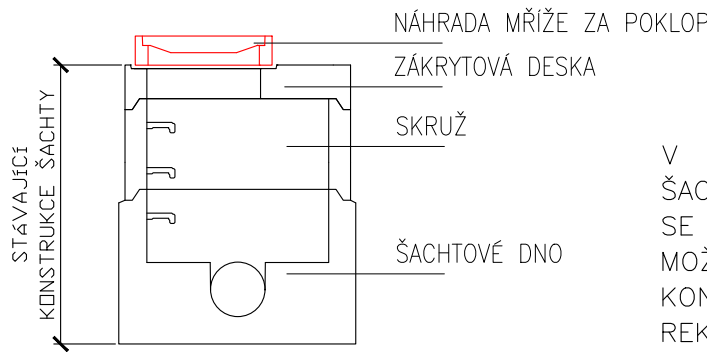 NÁHRADA MŘÍŽE ZA POKLOP
ZÁKRYTOVÁ DESKA
SKRUŽ
ŠACHTOVÉ DNO
STÁVAJÍCÍ
KONSTRUKCE ŠACHTY
V
ŠAC
SE
MOŽ
KON
REK